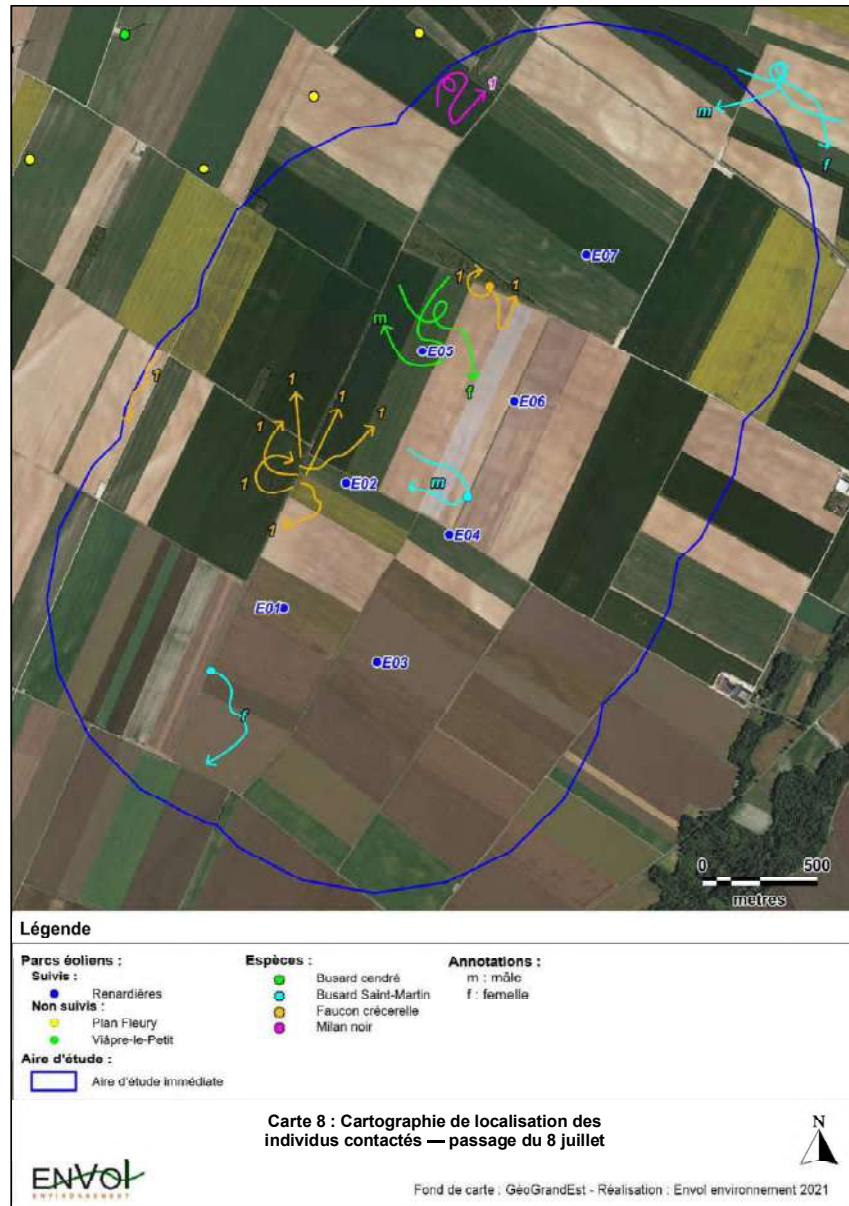 1
m
f
E07
1
1
m
E05
f
1
E06
1
1
1
1
1
E02
1
m
1
E04
E01
E03
f
0 500
metres
Légende
Parcs éoliens :
Suivis :
Renardières
Non suivis :
Plan Fleury
Viâpre-le-Petit
Aire d'étude :
Aire d'étude immédiate
Espèces :
Busard cendré
Busard Saint-Martin
Faucon crécerelle
Milan noir
Annotations :
m : mâle
f : femelle
Carte 8 : Cartographie de localisation des
individus contactés — passage du 8 juillet
N
ENVOL
ENVIRONNEMENT
Fond de carte : GéoGrandEst - Réalisation : Envol environnement 2021